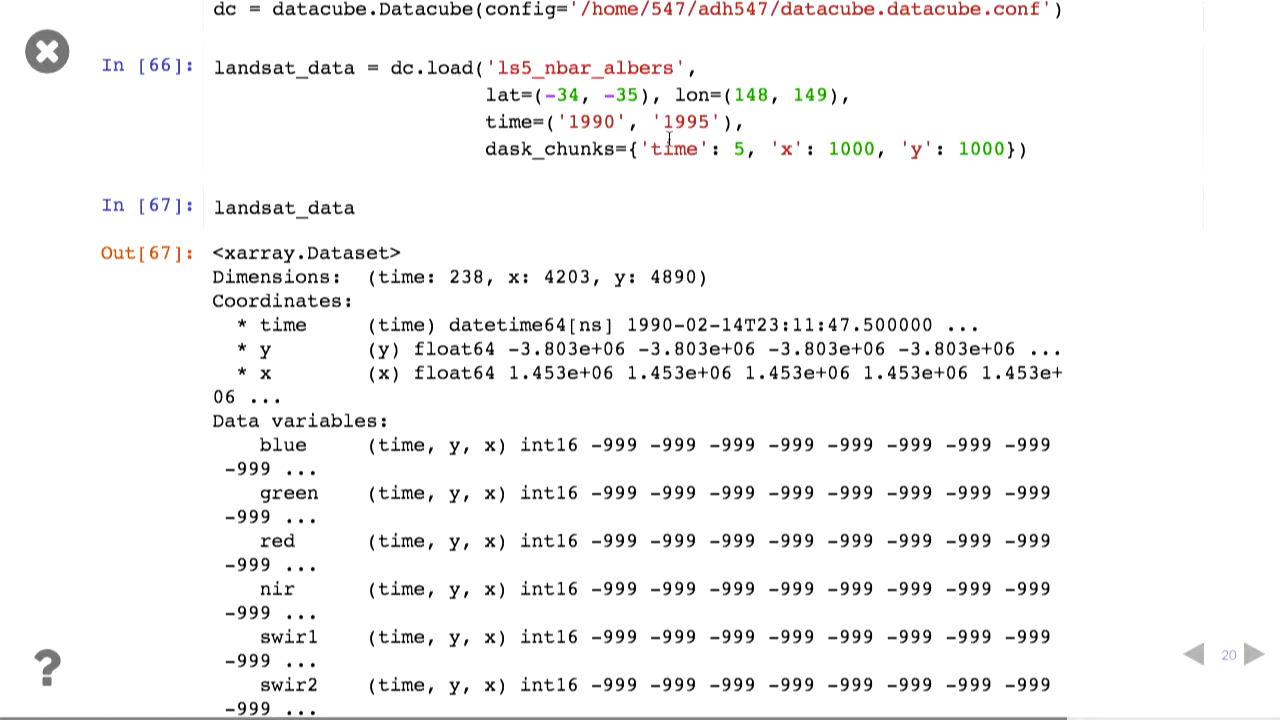 dc = datacube.Datacube(config='/home/547/adh547/datacube.datacube.conf')
In [66]: landsat_data = dc.load('ls5_nbar_albers',
lat=(-34, -35), lon=(148, 149),
time=('1990', '1995'),
dask_chunks={'time': 5, 'x': 1000, 'y': 1000})
In [67]: landsat_data
Out[67]: <xarray.Dataset>
Dimensions: (time: 238, x: 4203, y: 4890)
Coordinates:
* time (time) datetime64[ns] 1990-02-14T23:11:47.500000 ...
* y (y) float64 -3.803e+06 -3.803e+06 -3.803e+06 -3.803e+06 ...
* x (x) float64 1.453e+06 1.453e+06 1.453e+06 1.453e+06 1.453e+
06 ...
Data variables:
blue (time, y, x) int16 -999 -999 -999 -999 -999 -999 -999 -999
-999 ...
green (time, y, x) int16 -999 -999 -999 -999 -999 -999 -999 -999
-999 ...
red (time, y, x) int16 -999 -999 -999 -999 -999 -999 -999 -999
-999 ...
nir (time, y, x) int16 -999 -999 -999 -999 -999 -999 -999 -999
-999 ...
swir1 (time, y, x) int16 -999 -999 -999 -999 -999 -999 -999 -999
-999 ...
swir2 (time, y, x) int16 -999 -999 -999 -999 -999 -999 -999 -999
-999 ...
?
20